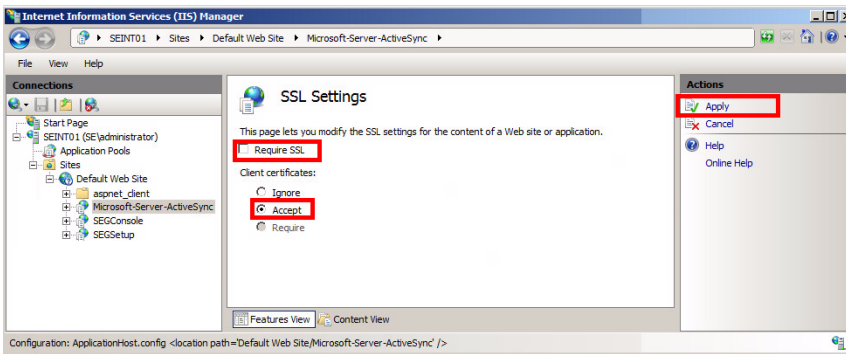 Internet Information Services (IIS) Manager
SEINT01 Sites Default Web Site Microsoft-Server-ActiveSync
File View Help
Connections
Start Page
SEINT01 (SE\administrator)
Application Pools
Sites
Default Web Site
aspnet_client
Microsoft-Server-ActiveSync
SEGConsole
SEGSetup
SSL Settings
This page lets you modify the SSL settings for the content of a Web site or application.
Require SSL
Client certificates:
Ignore
Accept
Require
Features View Content View
Actions
Apply
Cancel
Help
Online Help
Configuration: ApplicationHost.config <location path='Default Web Site/Microsoft-Server-ActiveSync' />